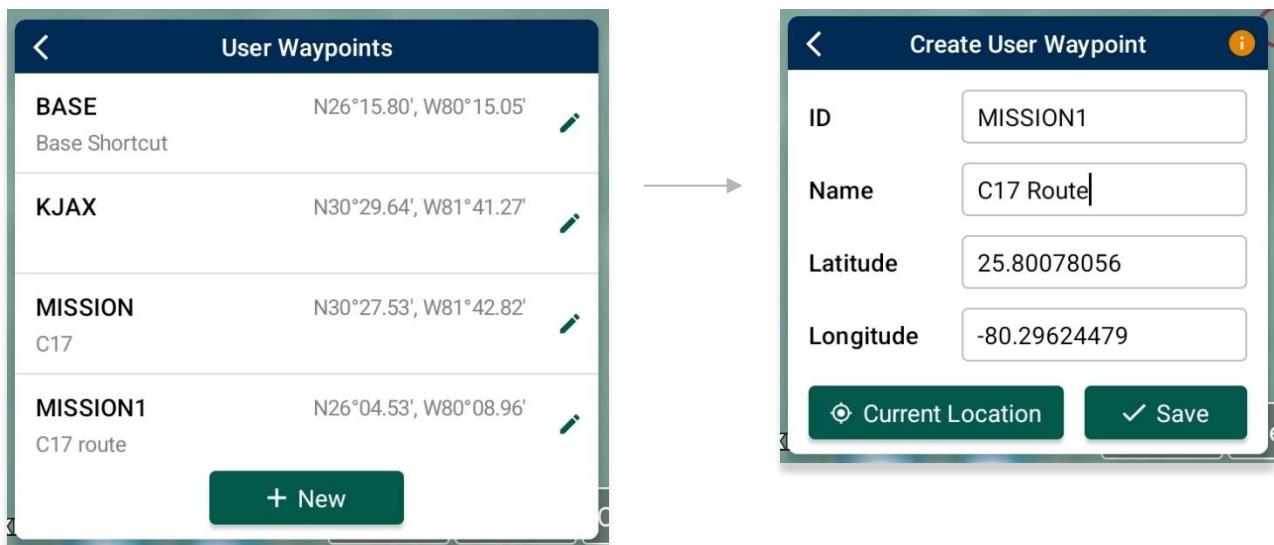 User Waypoints
BASE N26°15.80', W80°15.05'
Base Shortcut
KJAX N30°29.64', W81°41.27'
MISSION N30°27.53', W81°42.82'
C17
MISSION1 N26°04.53', W80°08.96'
C17 route
+ New
Create User Waypoint
ID MISSION1
Name C17 Route
Latitude 25.80078056
Longitude -80.29624479
Current Location Save